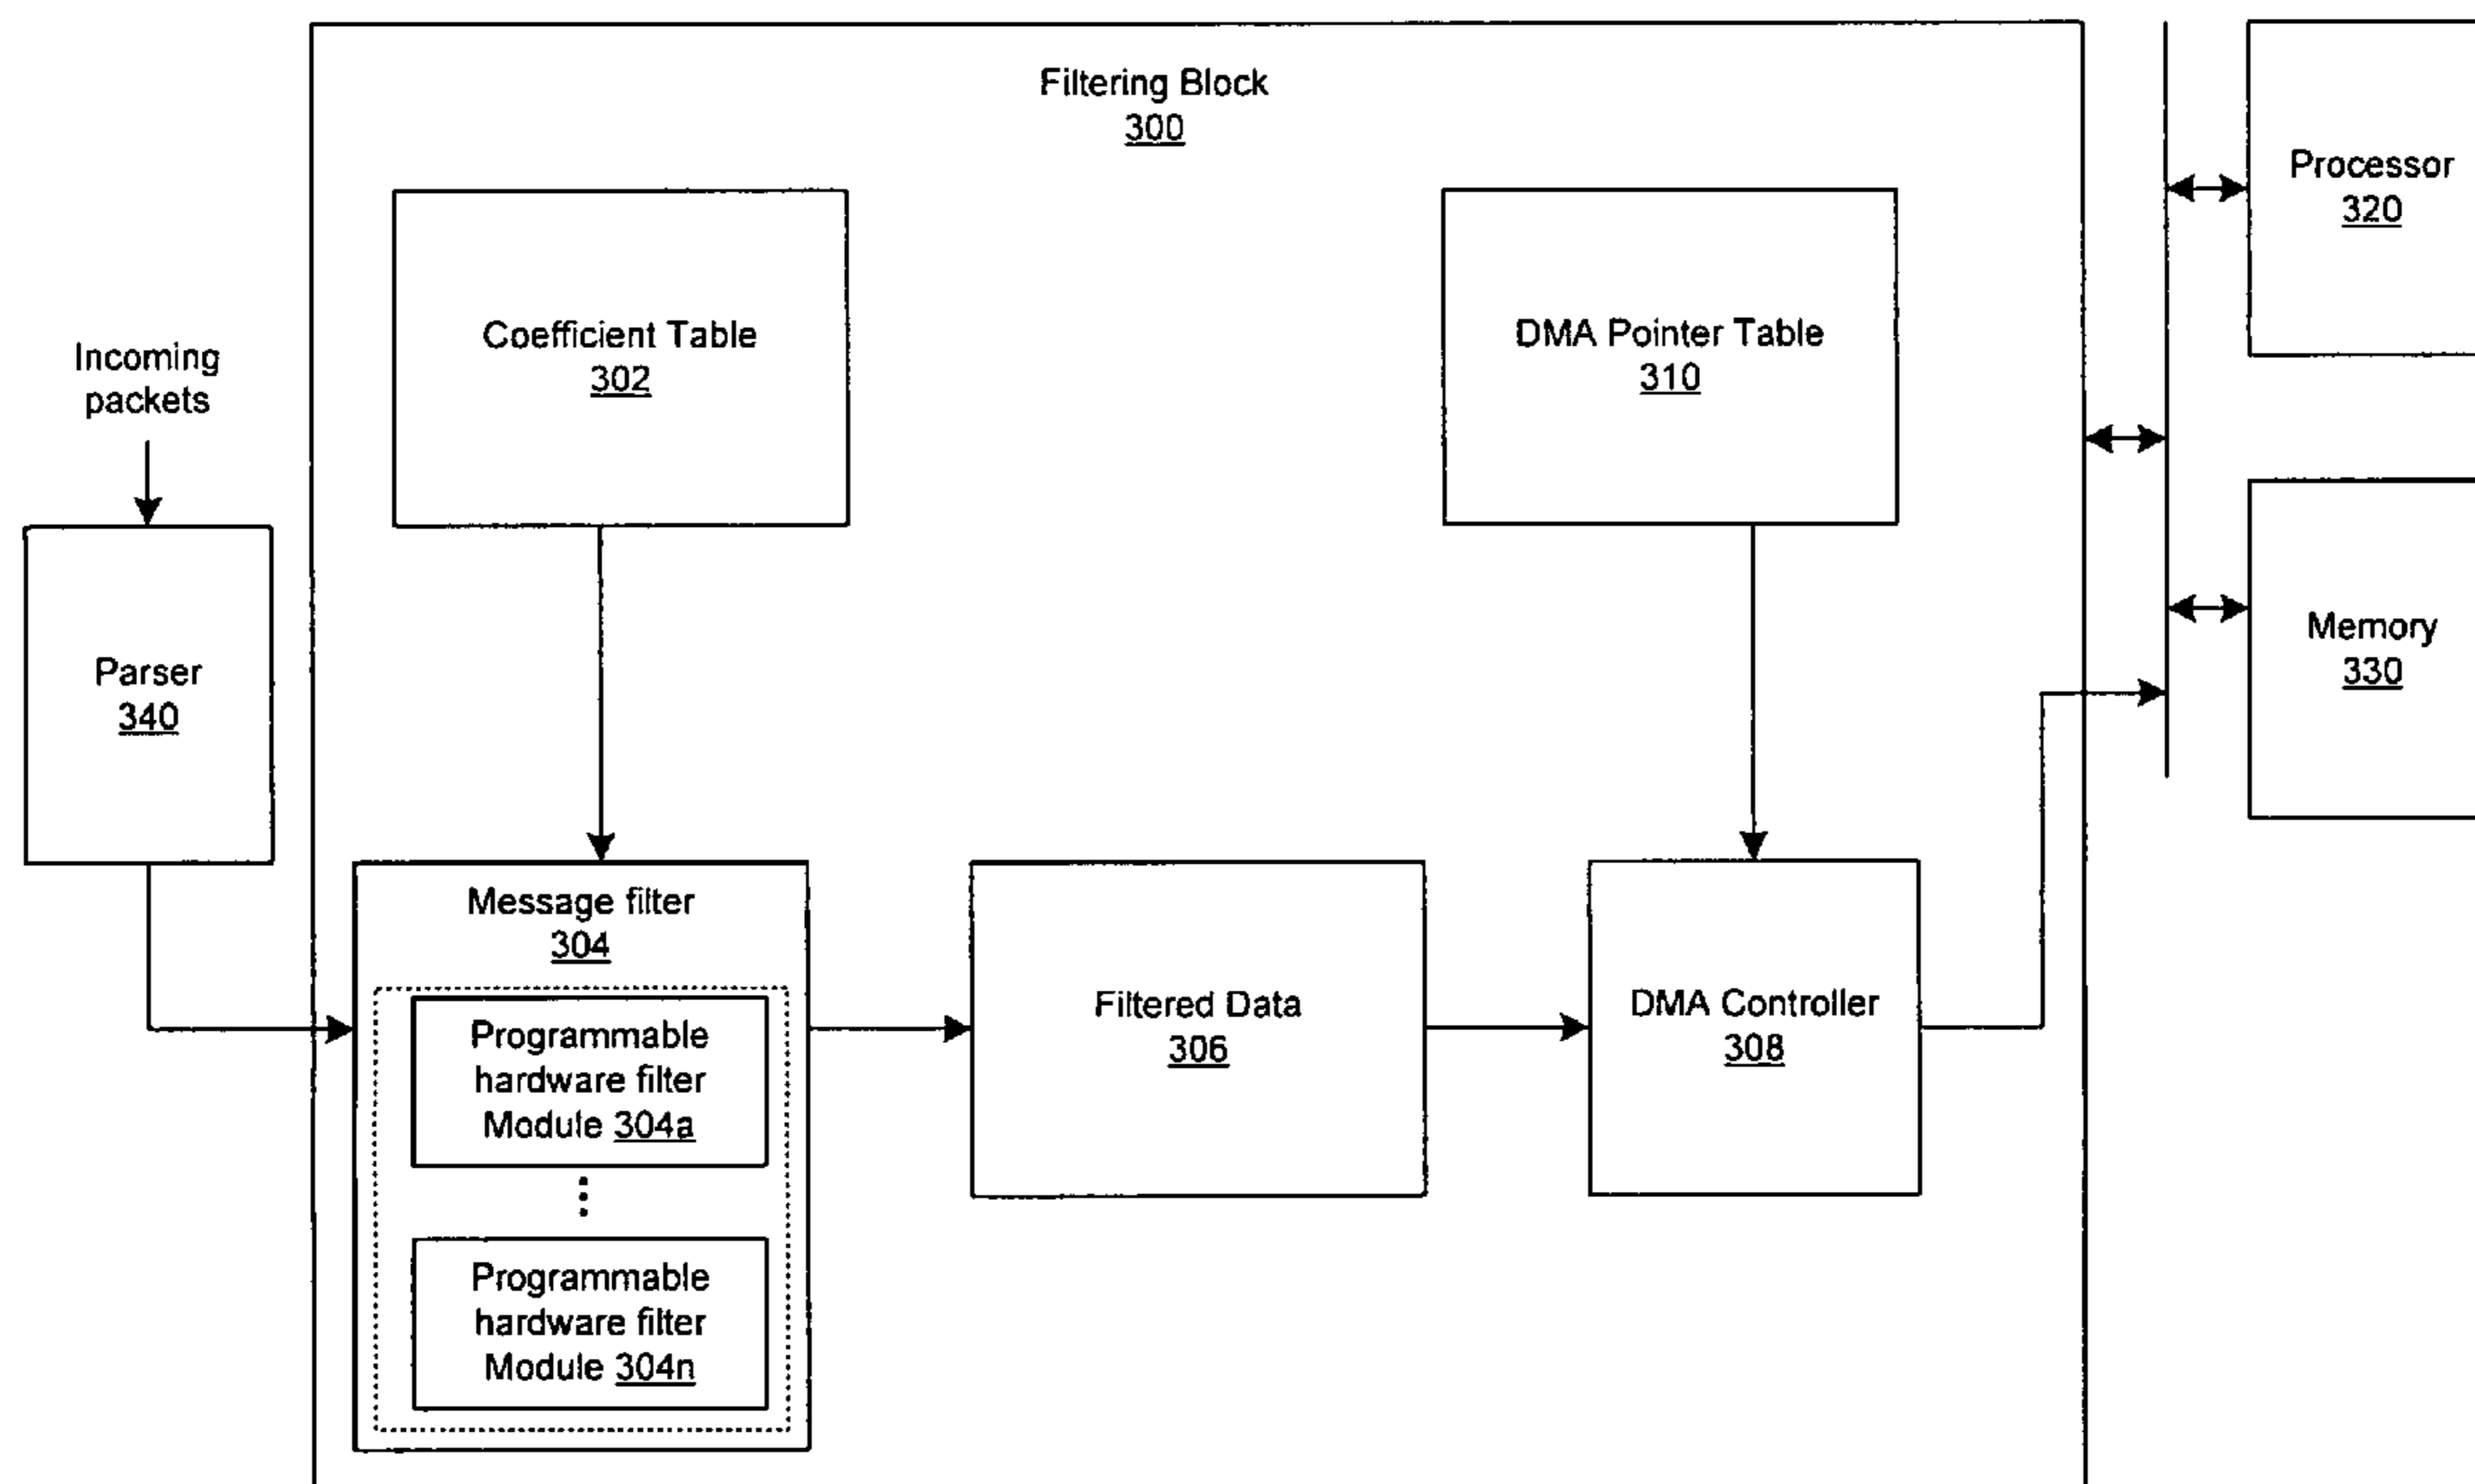 Filtering Block
300
Processor
320
Coefficient Table
302
DMA Pointer Table
310
Incoming
packets
Memory
330
Parser
340
Message filter
304
Programmable
hardware filter
Module 304a
Programmable
hardware filter
Module 304n
Filtered Data
306
DMA Controller
308